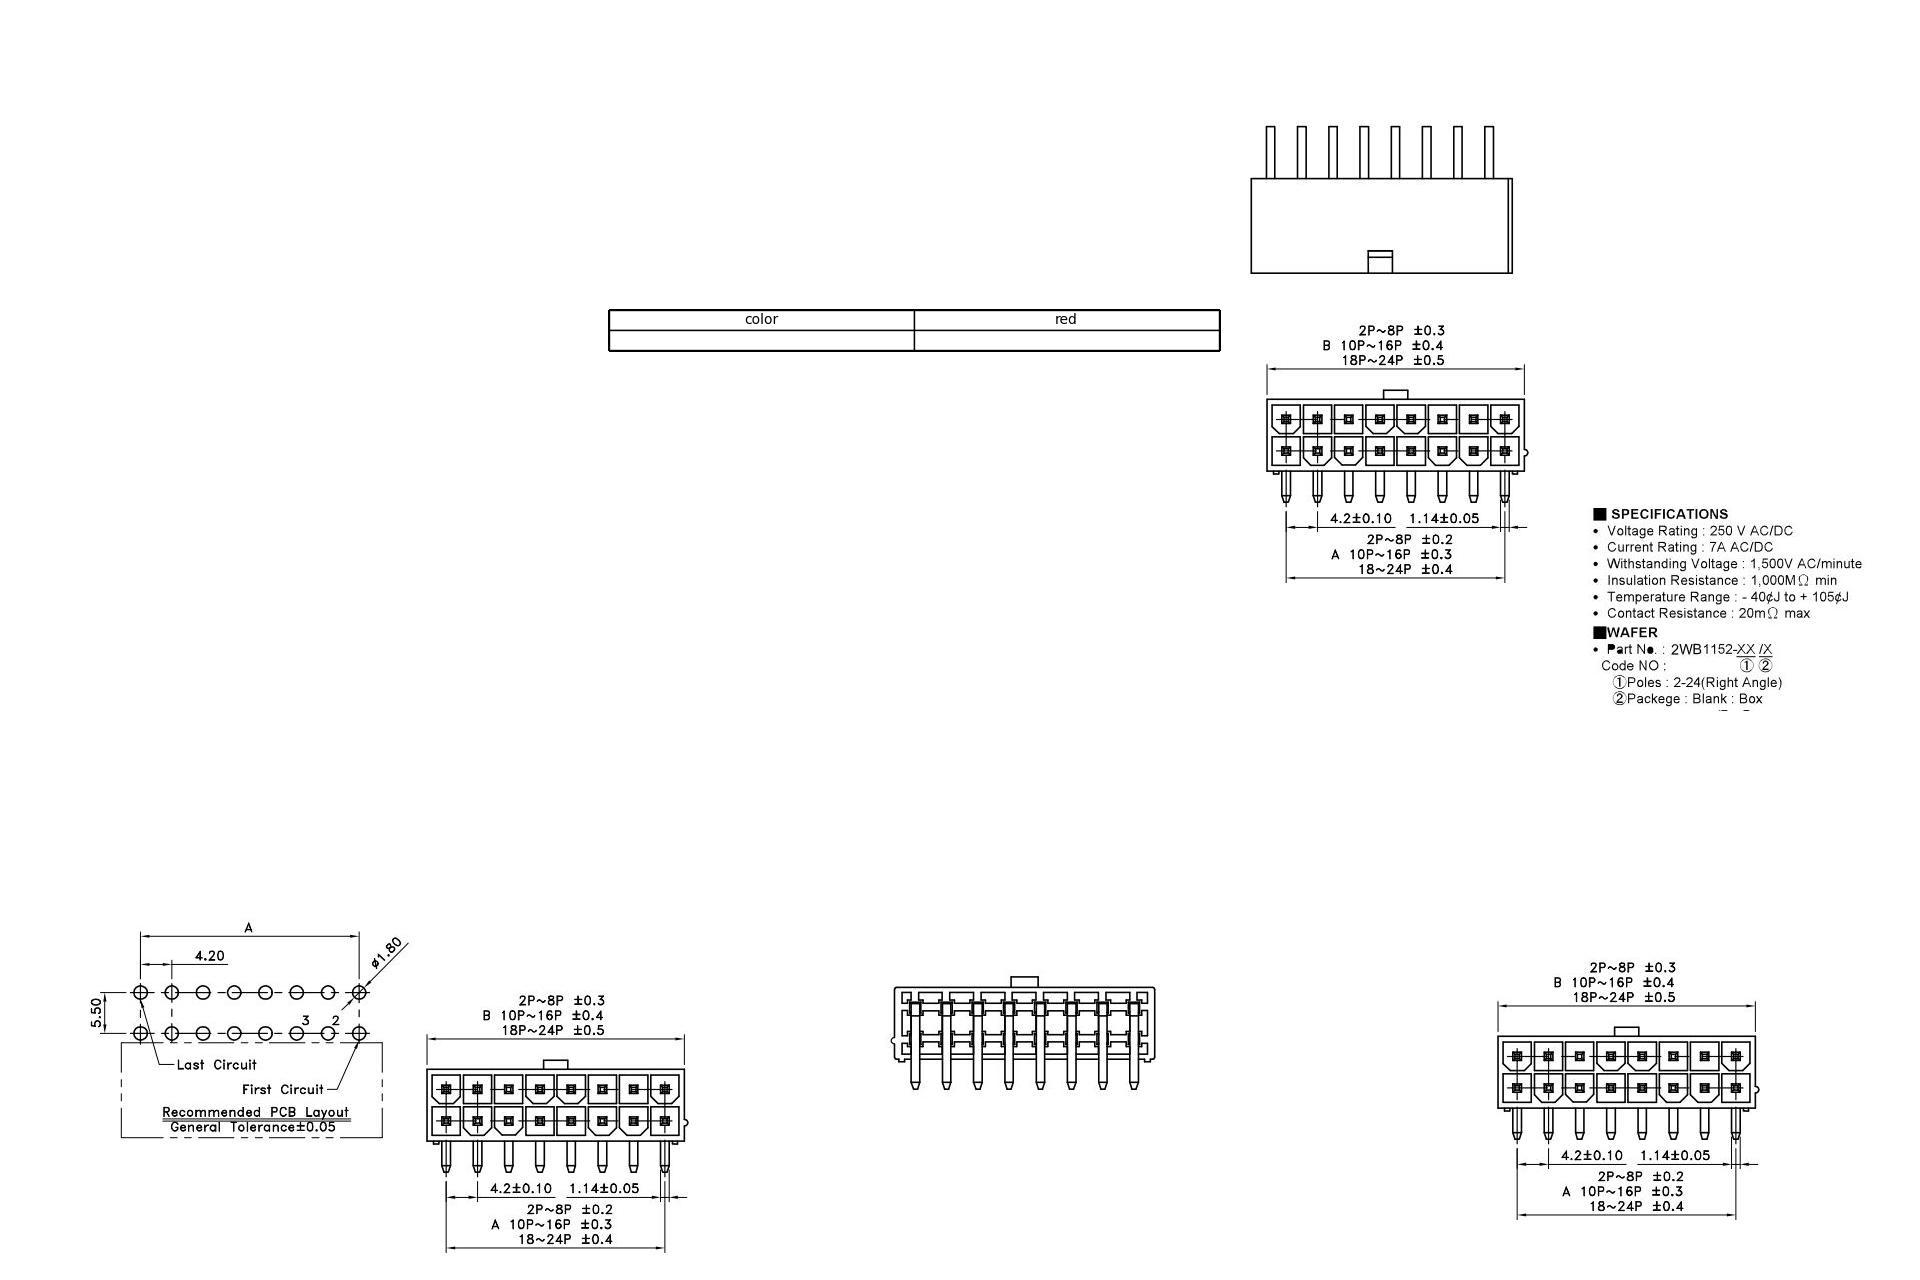 color red
2P~8P ±0.3
B 10P~16P ±0.4
18P~24P ±0.5
4.2±0.10 1.14±0.05
2P~8P ±0.2
A 10P~16P ±0.3
18~24P ±0.4
■ SPECIFICATIONS
• Voltage Rating : 250 V AC/DC
• Current Rating : 7A AC/DC
• Withstanding Voltage : 1,500V AC/minute
• Insulation Resistance : 1,000MΩ min
• Temperature Range : - 40¢J to + 105¢J
• Contact Resistance : 20mΩ max
■WAFER
• Part No. : 2WB1152-XX /X
Code NO : ① ②
①Poles : 2-24(Right Angle)
②Packege : Blank : Box
A
4.20
ø1.80
5.50
3 2
Last Circuit
First Circuit
Recommended PCB Layout
General Tolerance±0.05
2P~8P ±0.3
B 10P~16P ±0.4
18P~24P ±0.5
4.2±0.10 1.14±0.05
2P~8P ±0.2
A 10P~16P ±0.3
18~24P ±0.4
2P~8P ±0.3
B 10P~16P ±0.4
18P~24P ±0.5
4.2±0.10 1.14±0.05
2P~8P ±0.2
A 10P~16P ±0.3
18~24P ±0.4